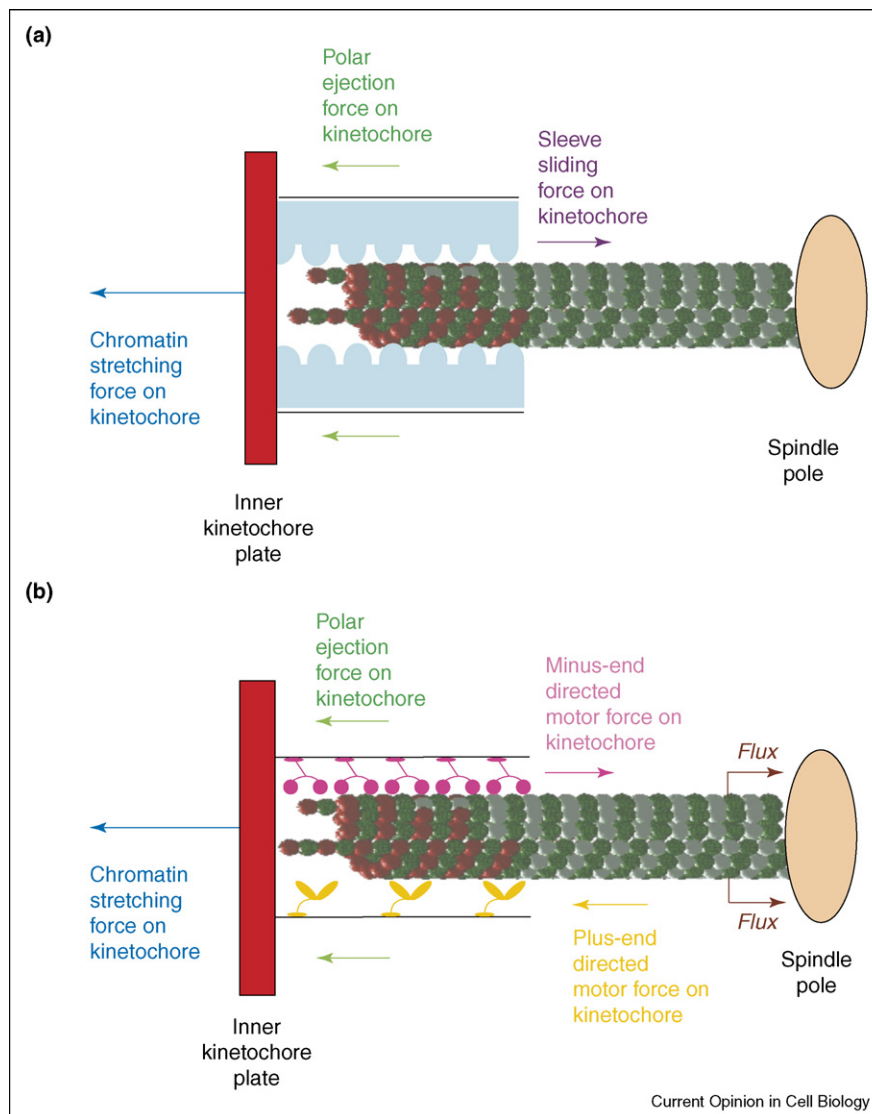 (a)
Polar
ejection
force on
kinetochore
Sleeve
sliding
force on
kinetochore
Chromatin
stretching
force on
kinetochore
Spindle
pole
Inner
kinetochore
plate
(b)
Polar
ejection
force on
kinetochore
Minus-end
directed
motor force on
kinetochore
Flux
Chromatin
stretching
force on
kinetochore
Flux
Plus-end
directed
motor force on
kinetochore
Spindle
pole
Inner
kinetochore
plate
Current Opinion in Cell Biology